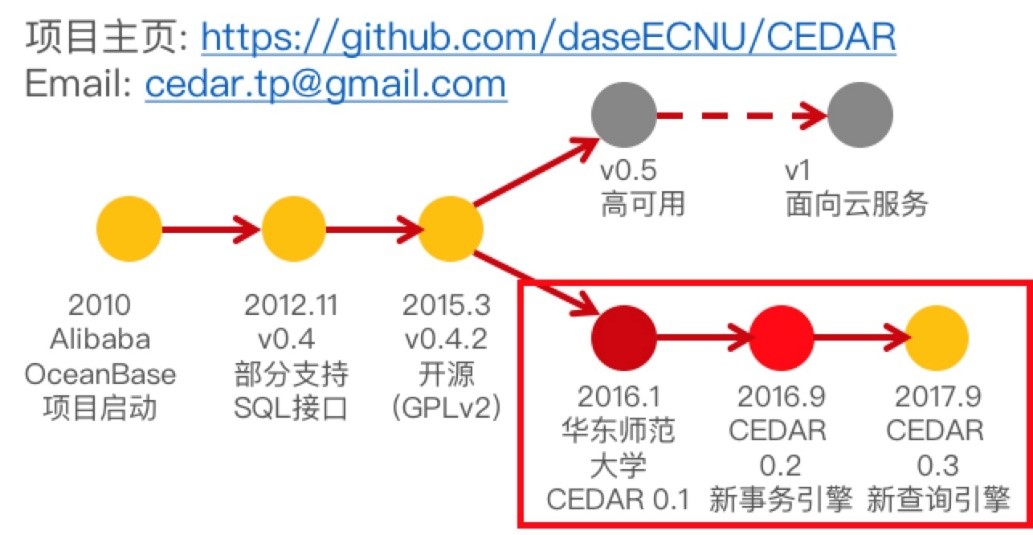 项目主页: https://github.com/daseECNU/CEDAR
Email: cedar.tp@gmail.com
v0.5
高可用
v1
面向云服务
2010
Alibaba
OceanBase
项目启动
2012.11
v0.4
部分支持
SQL接口
2015.3
v0.4.2
开源
(GPLv2)
2016.1
华东师范
大学
CEDAR 0.1
2016.9
CEDAR
0.2
新事务引擎
2017.9
CEDAR
0.3
新查询引擎